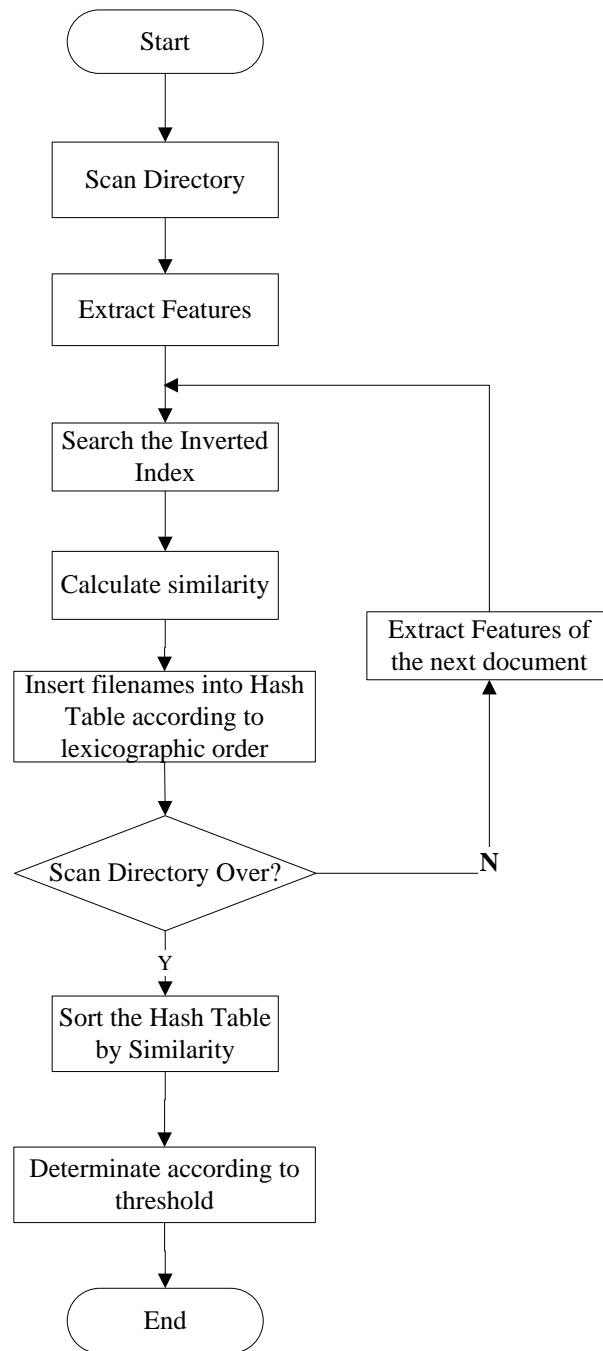 Start
Scan Directory
Extract Features
Search the Inverted
Index
Calculate similarity
Extract Features of
the next document
Insert filenames into Hash
Table according to
lexicographic order
Scan Directory Over?
N
Y
Sort the Hash Table
by Similarity
Determinate according to
threshold
End